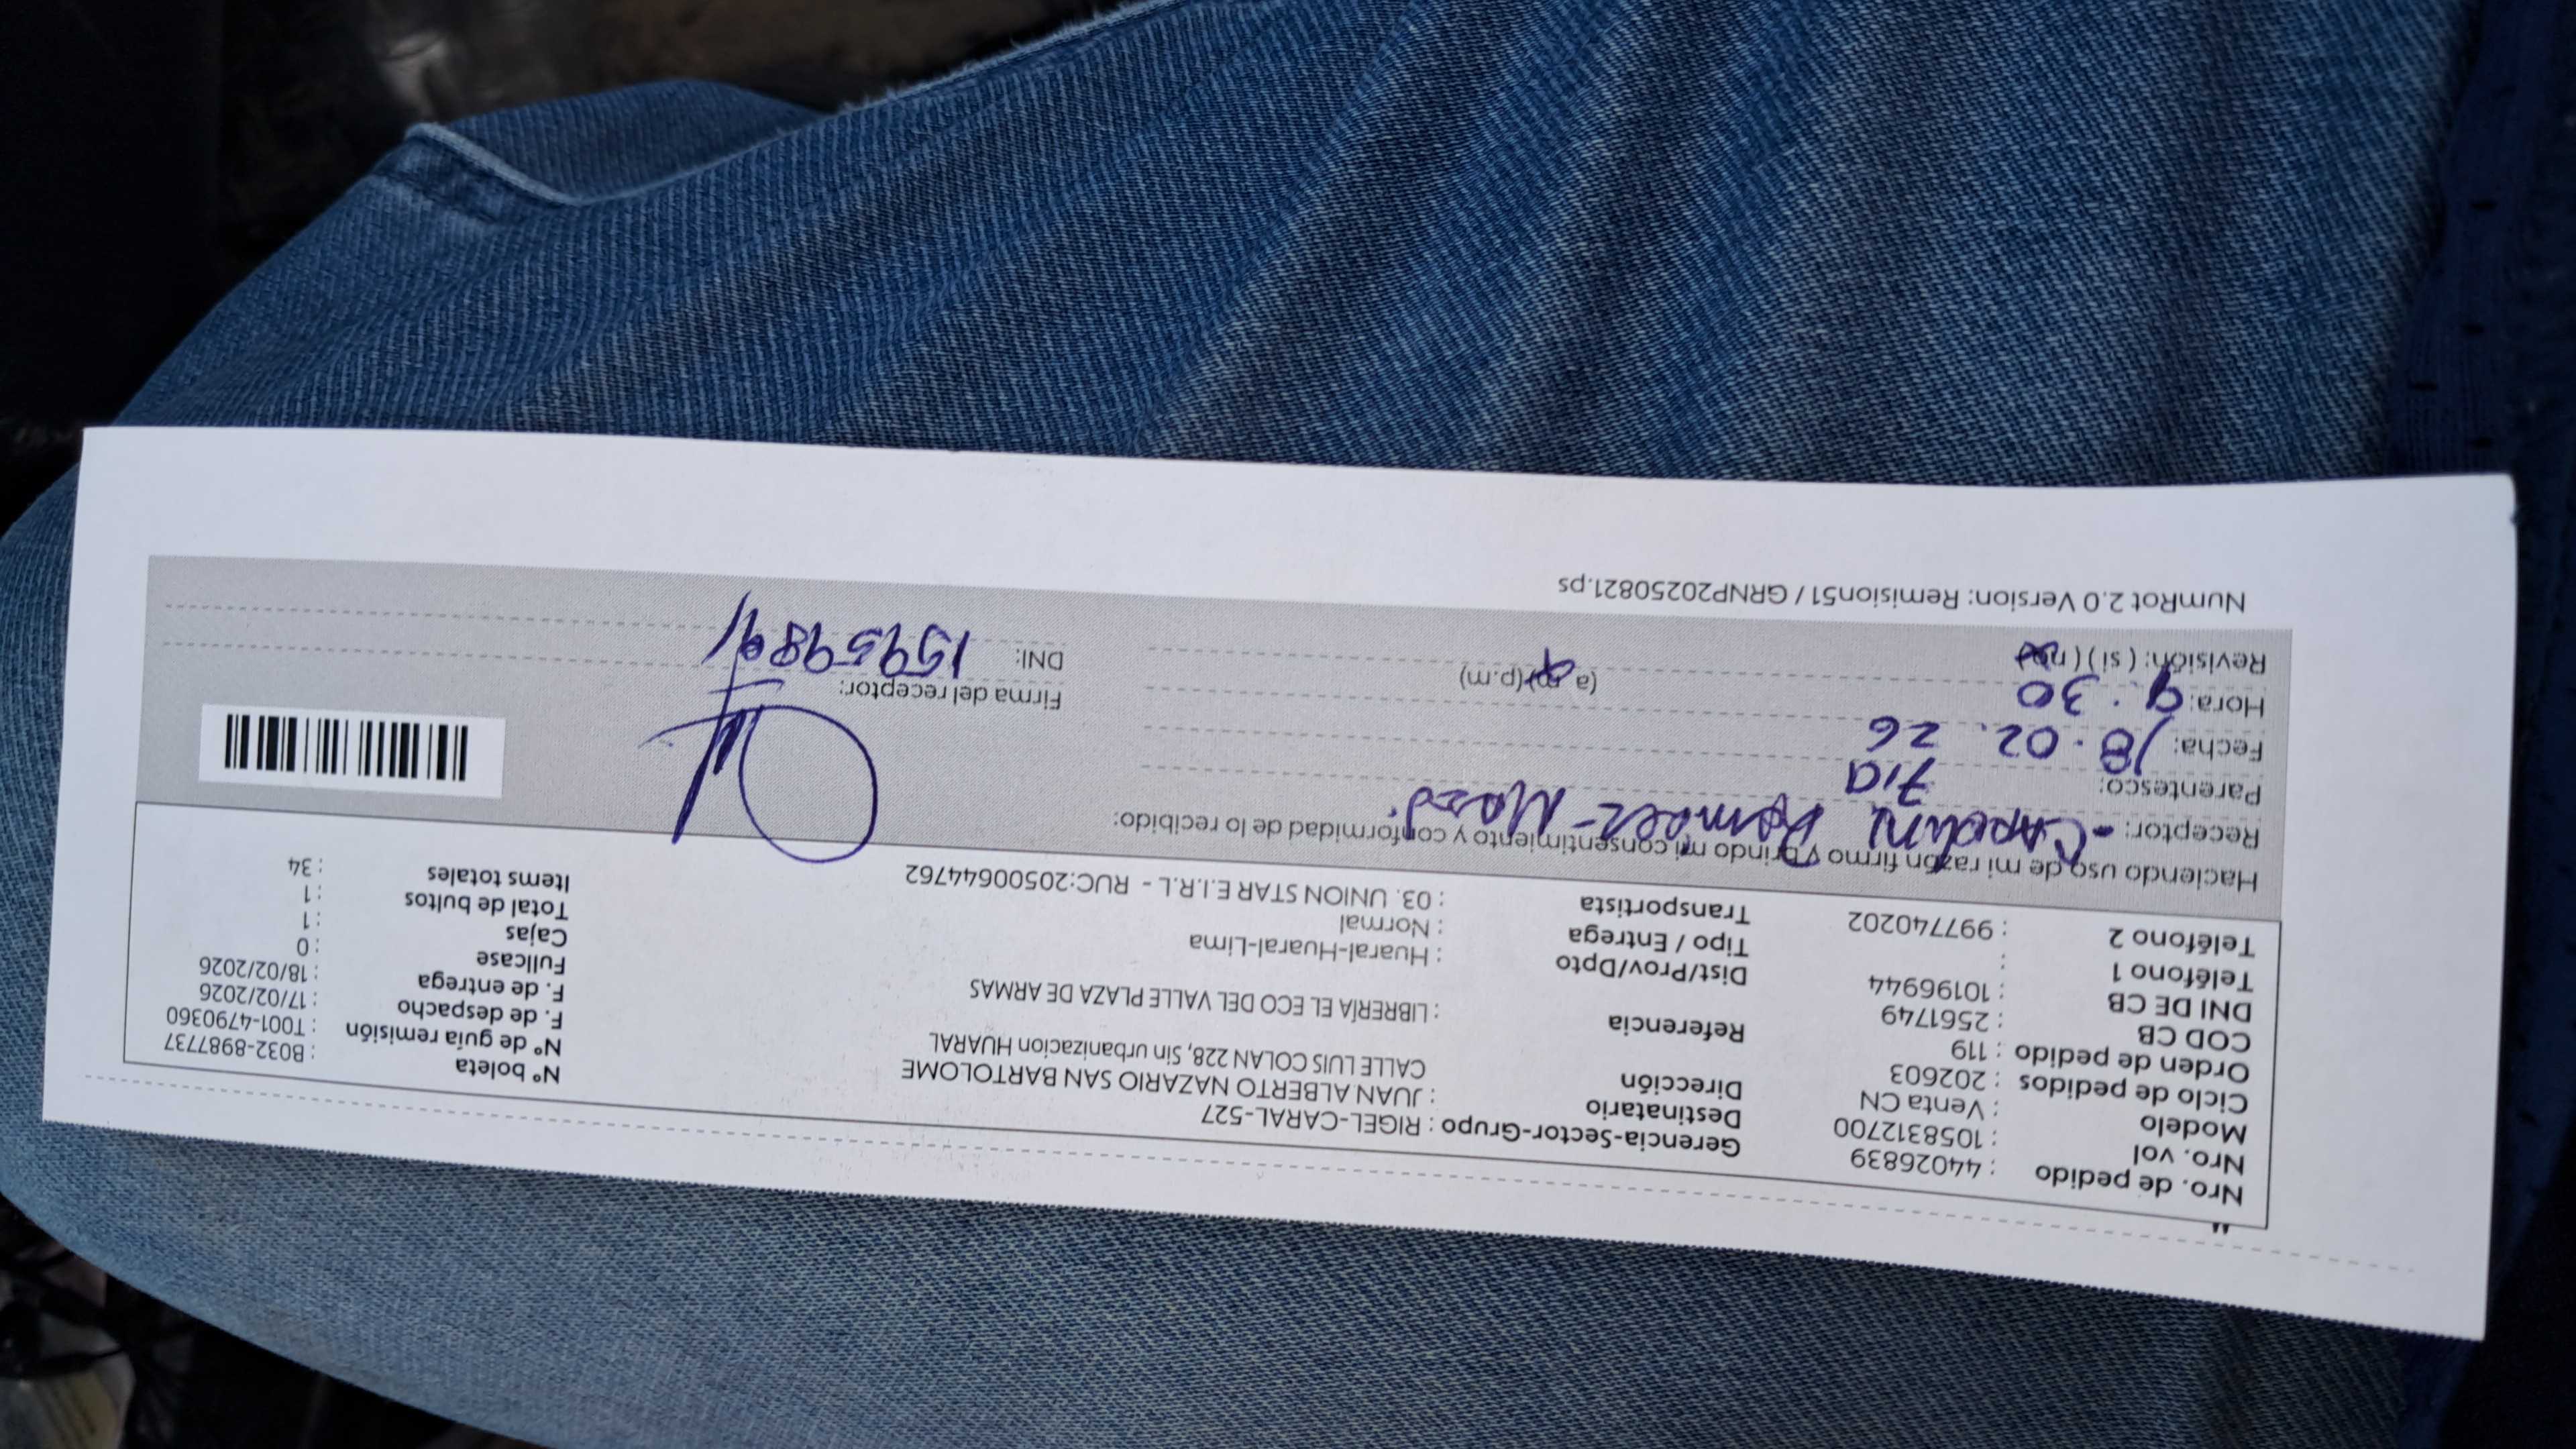 Nro. de pedido : 44026839
Nro. vol : 1058312700
Modelo : Venta CN
Ciclo de pedidos : 202603
Orden de pedido : 119
COD CB : 2561749
DNI DE CB : 10196944
Teléfono 1 :
Teléfono 2 : 997740202
Gerencia-Sector-Grupo : RIGEL-CARAL-527
Destinatario : JUAN ALBERTO NAZARIO SAN BARTOLOME
Dirección CALLE LUIS COLAN 228, Sin urbanizacion HUARAL
Referencia : LIBRERÍA EL ECO DEL VALLE PLAZA DE ARMAS
Dist/Prov/Dpto : Huaral-Huaral-Lima
Tipo / Entrega : Normal
Transportista : 03. UNION STAR E.I.R.L - RUC:20500644762
Nº boleta : B032-8987737
Nº de guía remisión : T001-4790360
F. de despacho : 17/02/2026
F. de entrega : 18/02/2026
Fullcase : 0
Cajas : 1
Total de bultos : 1
Items totales : 34
Haciendo uso de mi razón firmo y brindo mi consentimiento y conformidad de lo recibido:
Receptor:
Parentesco:
Fecha: 18.02.26
Hora: 9:30 (a.m)(p.m)
Revisión: (si) (no)
Firma del receptor:
DNI:
NumRot 2.0 Version: Remision51 / GRNP20250821.ps